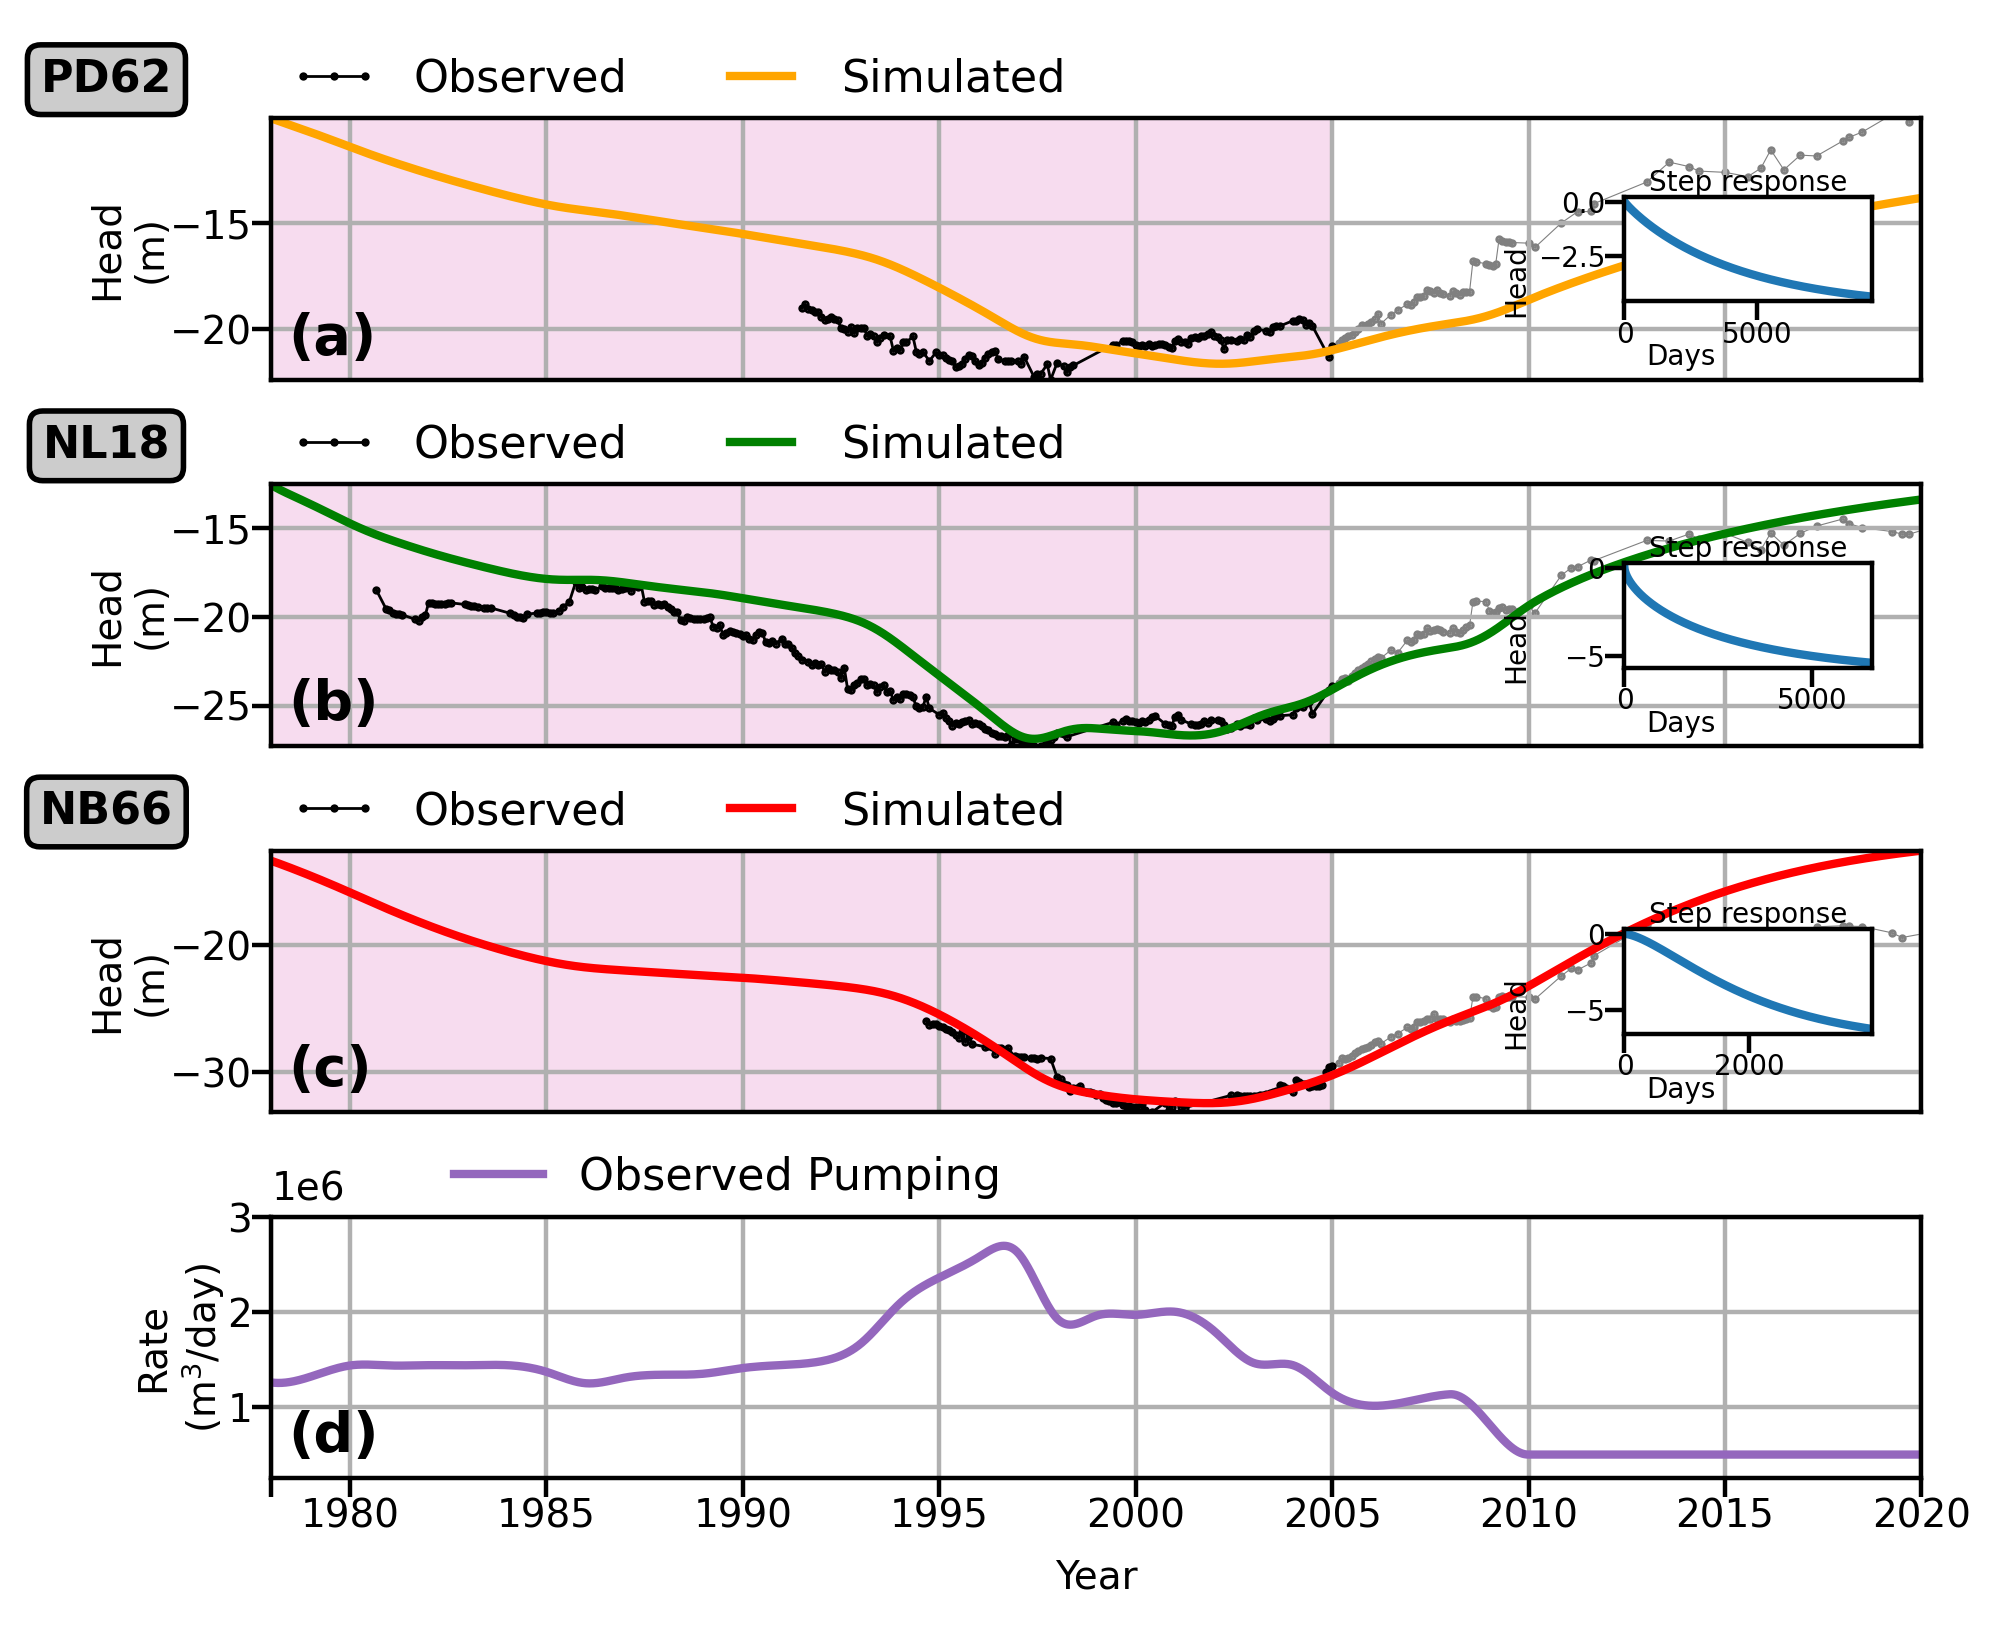 PD62
Observed
Simulated
Head
(m)
−15
−20
(a)
Step response
0.0
−2.5
Head
0
5000
Days
NL18
Observed
Simulated
Head
(m)
−15
−20
−25
(b)
Step response
0
−5
Head
0
5000
Days
NB66
Observed
Simulated
Head
(m)
−20
−30
(c)
Step response
0
−5
Head
0
2000
Days
1e6
Observed Pumping
Rate
(m³/day)
3
2
1
(d)
1980
1985
1990
1995
2000
2005
2010
2015
2020
Year